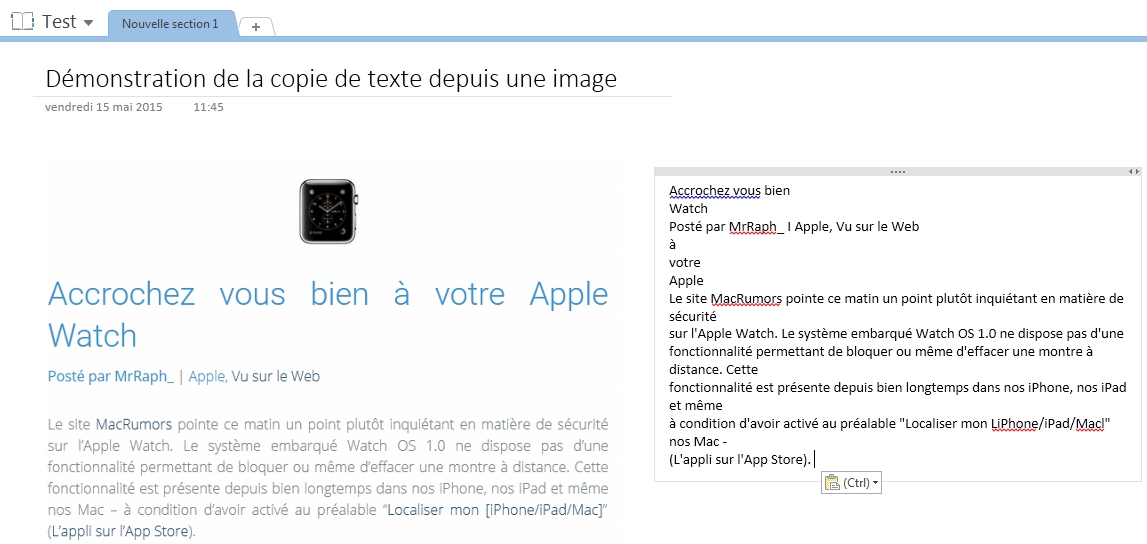 Test
Nouvelle section 1
+
Démonstration de la copie de texte depuis une image
vendredi 15 mai 2015 11:45
Accrochez vous bien à votre Apple
Watch
Posté par MrRaph_ | Apple, Vu sur le Web
Le site MacRumors pointe ce matin un point plutôt inquiétant en matière de sécurité
sur l’Apple Watch. Le système embarqué Watch OS 1.0 ne dispose pas d’une
fonctionnalité permettant de bloquer ou même d’effacer une montre à distance. Cette
fonctionnalité est présente depuis bien longtemps dans nos iPhone, nos iPad et même
nos Mac – à condition d’avoir activé au préalable “Localiser mon [iPhone/iPad/Mac]”
(L’appli sur l’App Store).
Accrochez vous bien
Watch
Posté par MrRaph_ I Apple, Vu sur le Web
à
votre
Apple
Le site MacRumors pointe ce matin un point plutôt inquiétant en matière de
sécurité
sur l'Apple Watch. Le système embarqué Watch OS 1.0 ne dispose pas d'une
fonctionnalité permettant de bloquer ou même d'effacer une montre à
distance. Cette
fonctionnalité est présente depuis bien longtemps dans nos iPhone, nos iPad
et même
à condition d'avoir activé au préalable "Localiser mon LiPhone/iPad/Macl"
nos Mac -
(L'appli sur l'App Store).
(Ctrl)